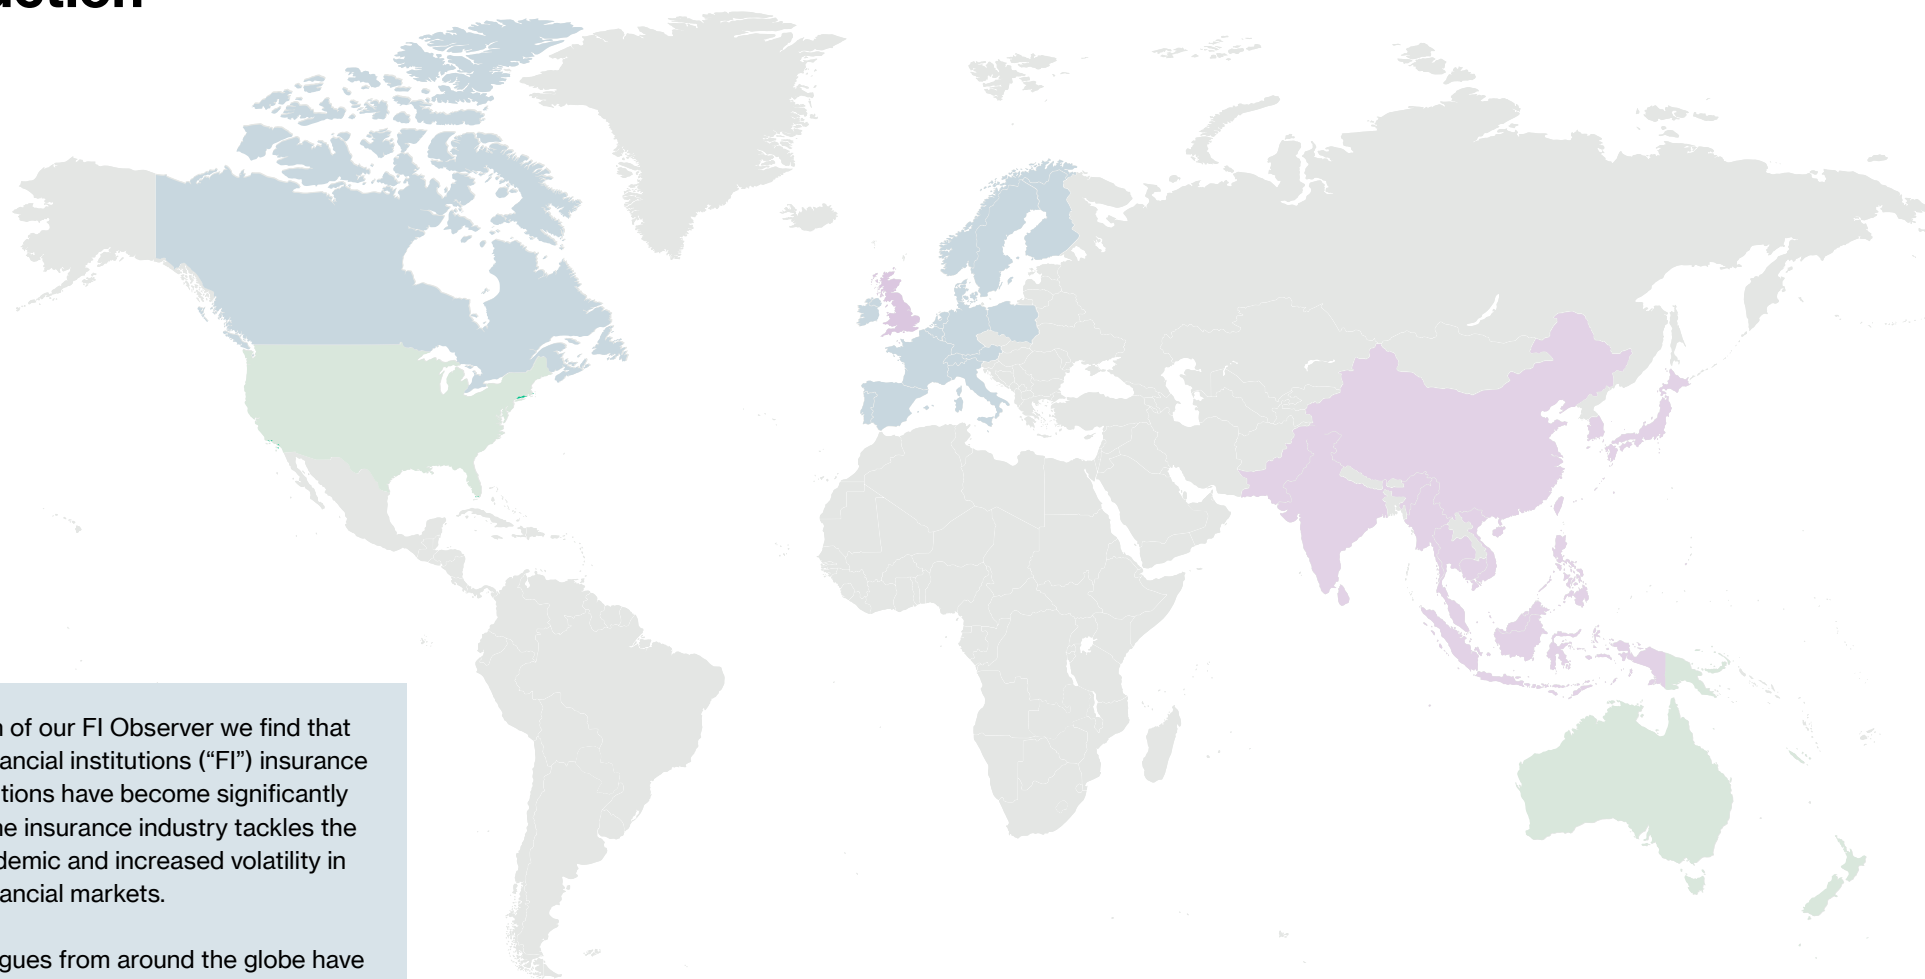 of our FI Observer we find that
ancial institutions (“FI”) insurance
tions have become significantly
insurance industry tackles the
demic and increased volatility in
ancial markets.
gues from around the globe have